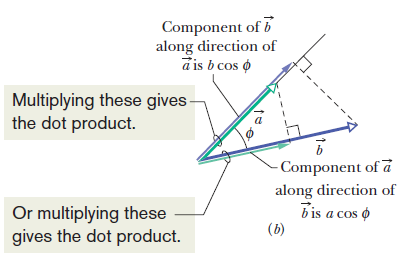 Component of b⃗
along direction of
a⃗ is b cos ϕ
Multiplying these gives
the dot product.
a⃗
ϕ
b⃗
Component of a⃗
along direction of
b⃗ is a cos ϕ
Or multiplying these
gives the dot product.
(b)